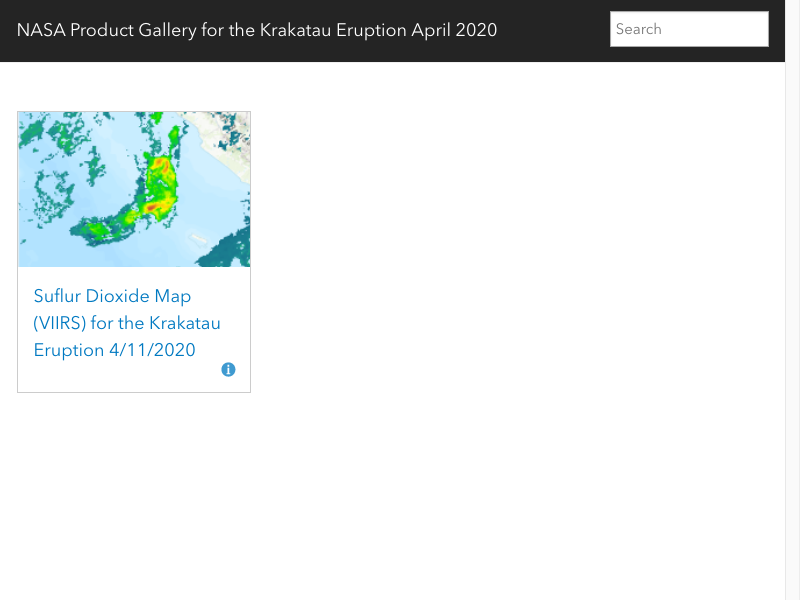 NASA Product Gallery for the Krakatau Eruption April 2020
Search
Suflur Dioxide Map
(VIIRS) for the Krakatau
Eruption 4/11/2020